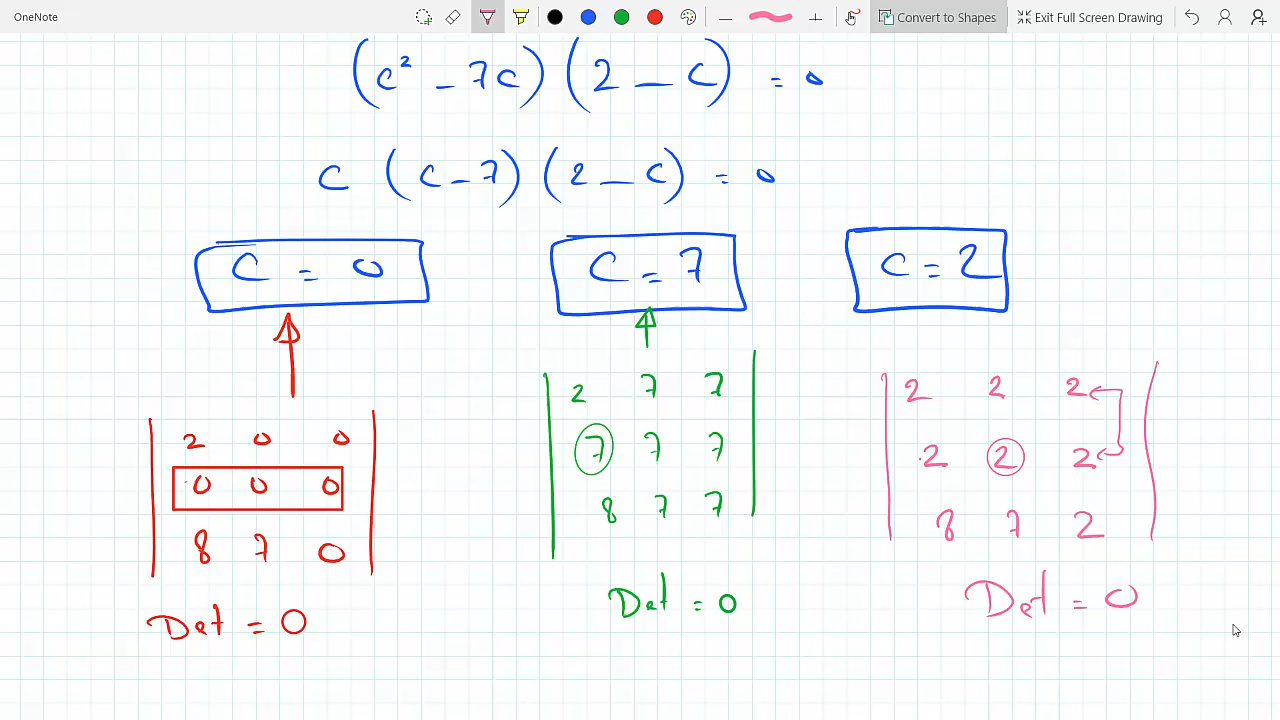 OneNote
Convert to Shapes
Exit Full Screen Drawing
(c² - 7c) (2 - c) = 0
c (c - 7) (2 - c) = 0
c = 0
c = 7
c = 2
2 0 0
0 0 0
8 7 0
Det = 0
2 7 7
7 7 7
8 7 7
Det = 0
2 2 2
2 2 2
8 7 2
Det = 0